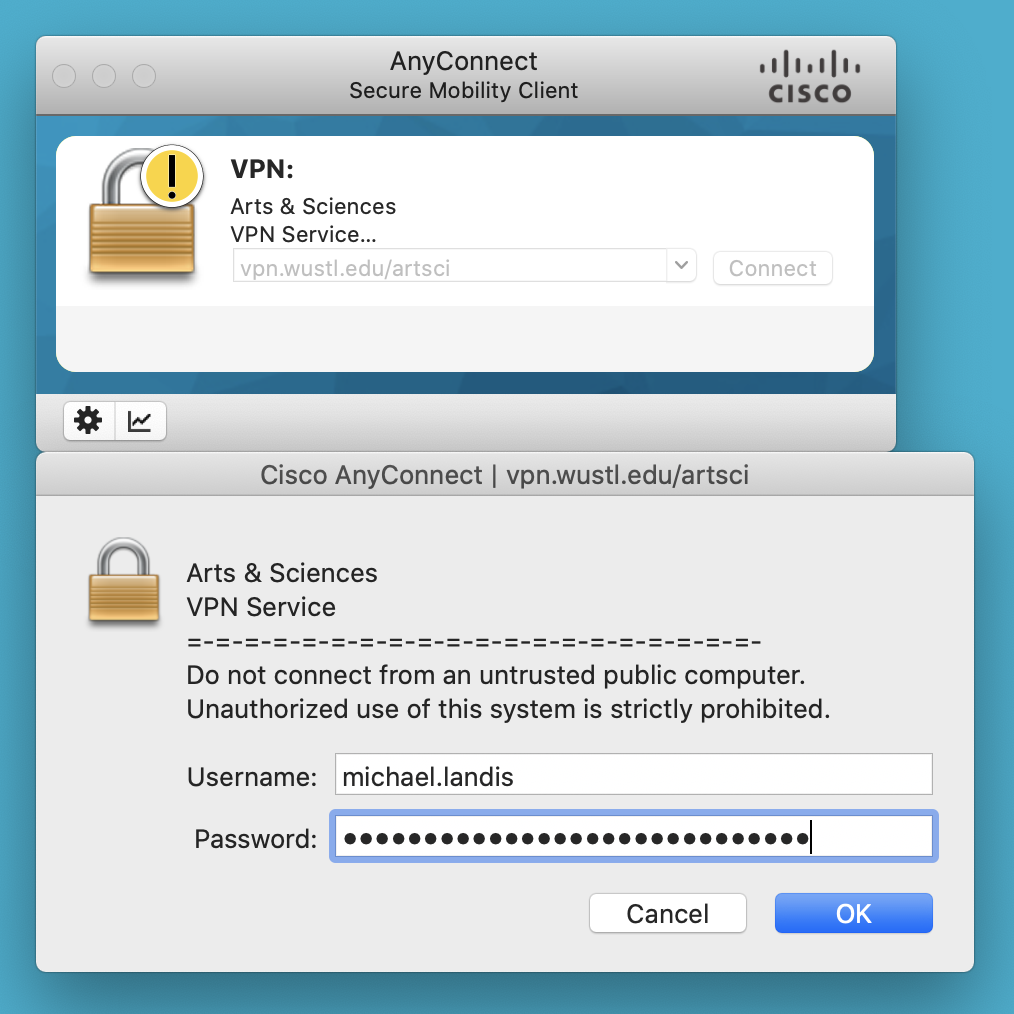 AnyConnect
Secure Mobility Client
CISCO
VPN:
Arts & Sciences
VPN Service...
vpn.wustl.edu/artsci
Connect
Cisco AnyConnect | vpn.wustl.edu/artsci
Arts & Sciences
VPN Service
=-=-=-=-=-=-=-=-=-=-=-=-=-=-=-=-=-=-=-=-
Do not connect from an untrusted public computer.
Unauthorized use of this system is strictly prohibited.
Username: michael.landis
Password: •••••••••••••••••••••••••••••
Cancel OK